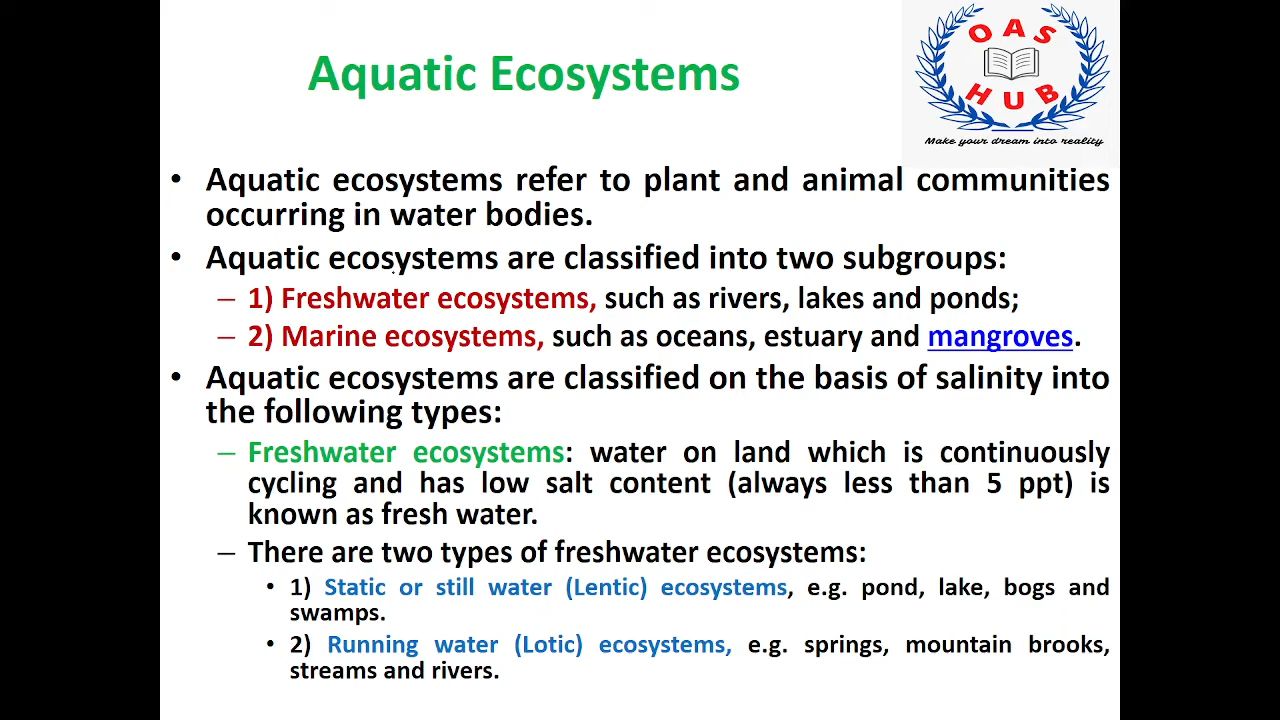 Aquatic Ecosystems
OAS
HUB
Make your dream into reality
• Aquatic ecosystems refer to plant and animal communities
occurring in water bodies.
• Aquatic ecosystems are classified into two subgroups:
– 1) Freshwater ecosystems, such as rivers, lakes and ponds;
– 2) Marine ecosystems, such as oceans, estuary and mangroves.
• Aquatic ecosystems are classified on the basis of salinity into
the following types:
– Freshwater ecosystems: water on land which is continuously
cycling and has low salt content (always less than 5 ppt) is
known as fresh water.
– There are two types of freshwater ecosystems:
• 1) Static or still water (Lentic) ecosystems, e.g. pond, lake, bogs and
swamps.
• 2) Running water (Lotic) ecosystems, e.g. springs, mountain brooks,
streams and rivers.